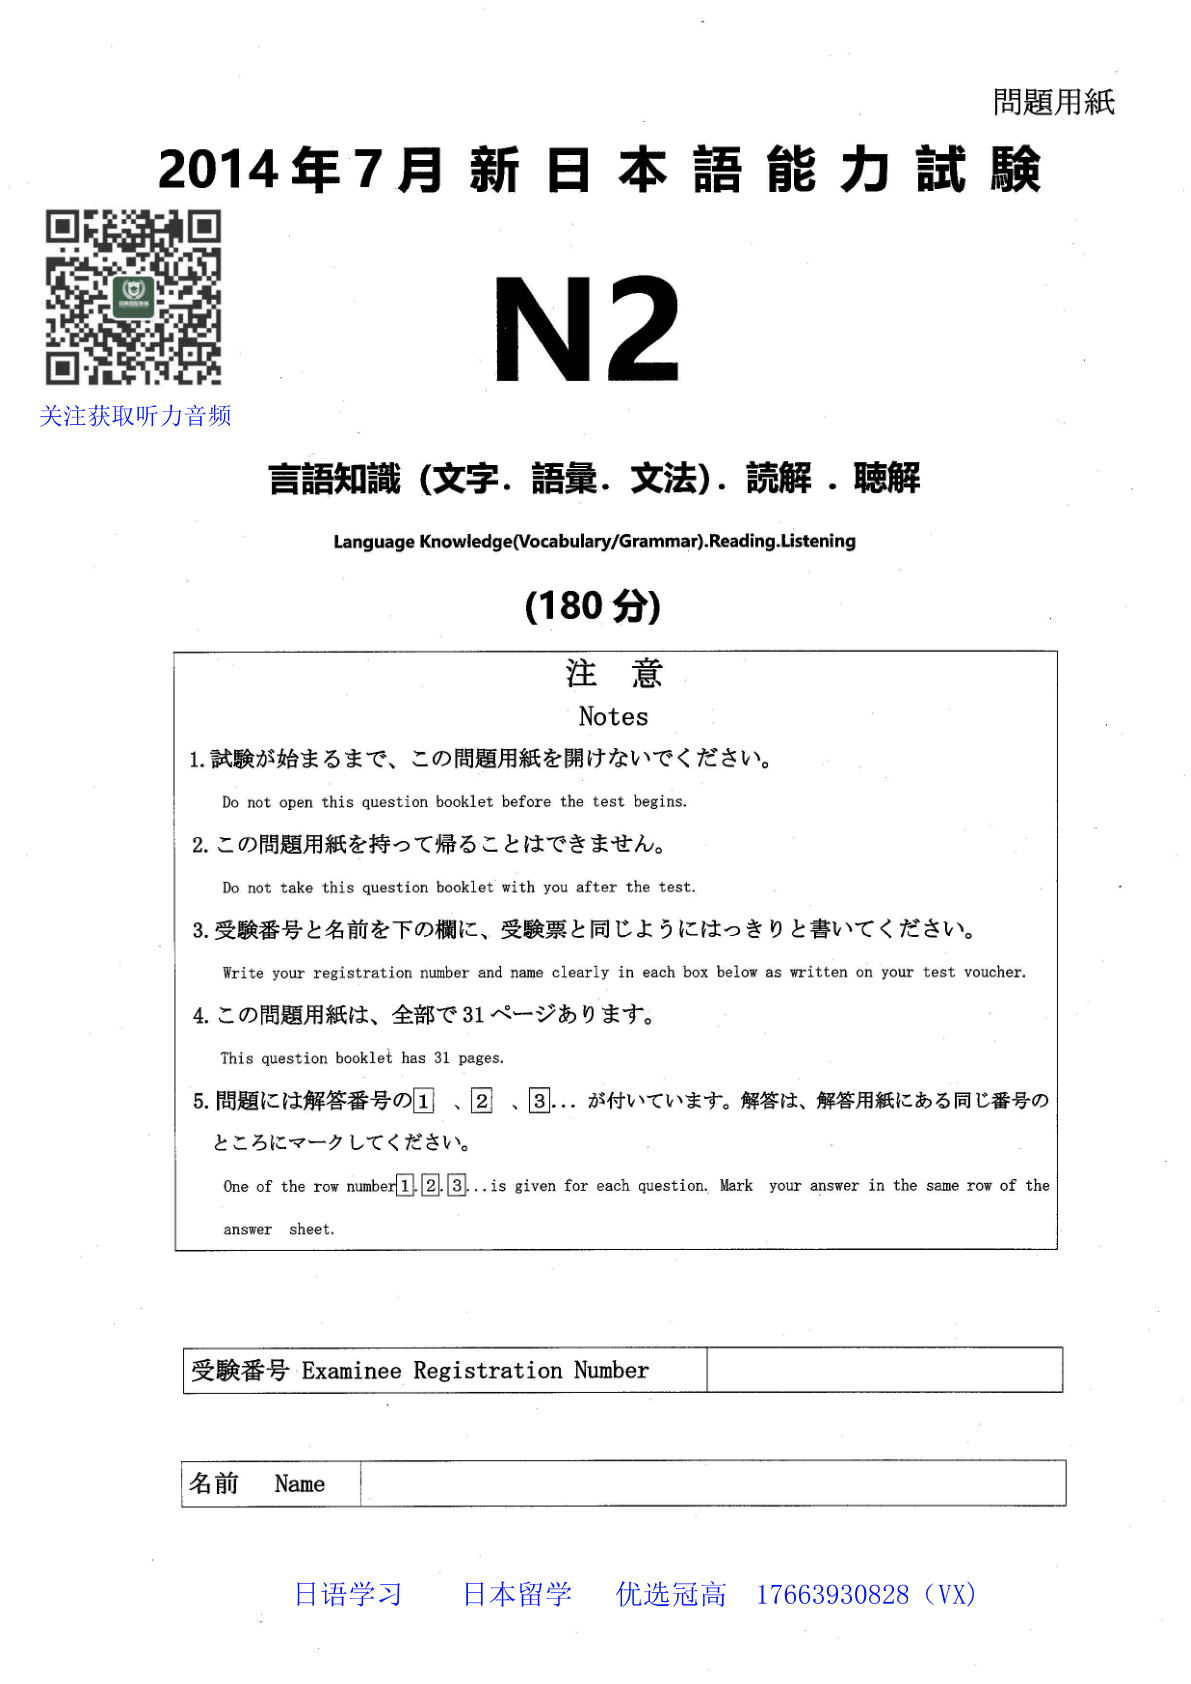 問題用紙
2014年7月新日本語能力試験
N2
关注获取听力音频
言語知識 (文字．語彙．文法)．読解．聴解
Language Knowledge(Vocabulary/Grammar).Reading.Listening
(180 分)
注 意
Notes
1.試験が始まるまで、この問題用紙を開けないでください。
Do not open this question booklet before the test begins.
2.この問題用紙を持って帰ることはできません。
Do not take this question booklet with you after the test.
3.受験番号と名前を下の欄に、受験票と同じようにはっきりと書いてください。
Write your registration number and name clearly in each box below as written on your test voucher.
4.この問題用紙は、全部で31ページあります。
This question booklet has 31 pages.
5.問題には解答番号の1 、2 、3... が付いています。解答は、解答用紙にある同じ番号の
ところにマークしてください。
One of the row number1.2.3...is given for each question. Mark your answer in the same row of the
answer sheet.
受験番号 Examinee Registration Number
名前 Name
日语学习 日本留学 优选冠高 17663930828（VX)